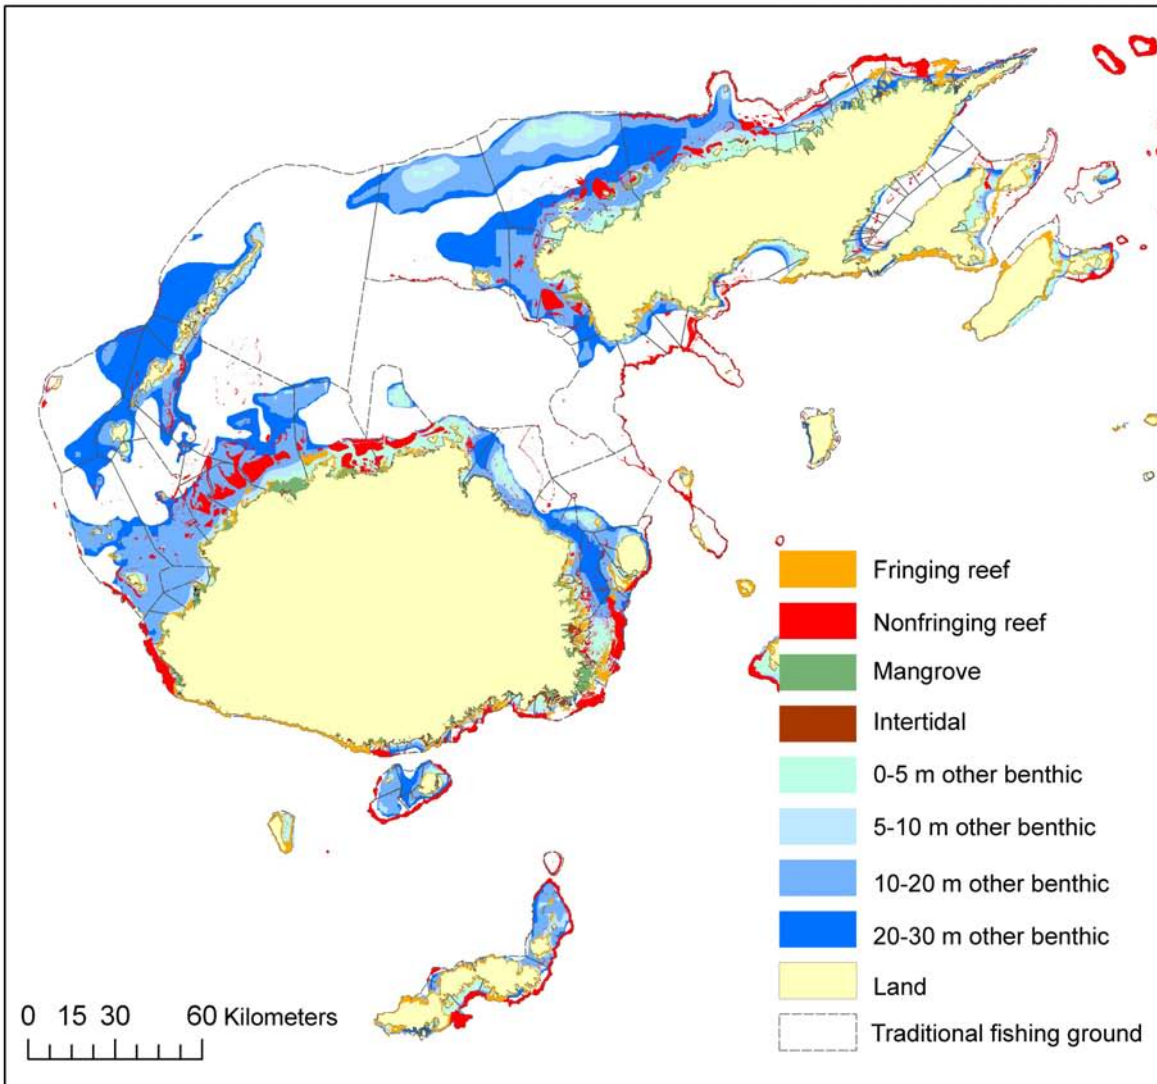 Fringing reef
Nonfringing reef
Mangrove
Intertidal
0-5 m other benthic
5-10 m other benthic
10-20 m other benthic
20-30 m other benthic
Land
Traditional fishing ground
0 15 30 60 Kilometers